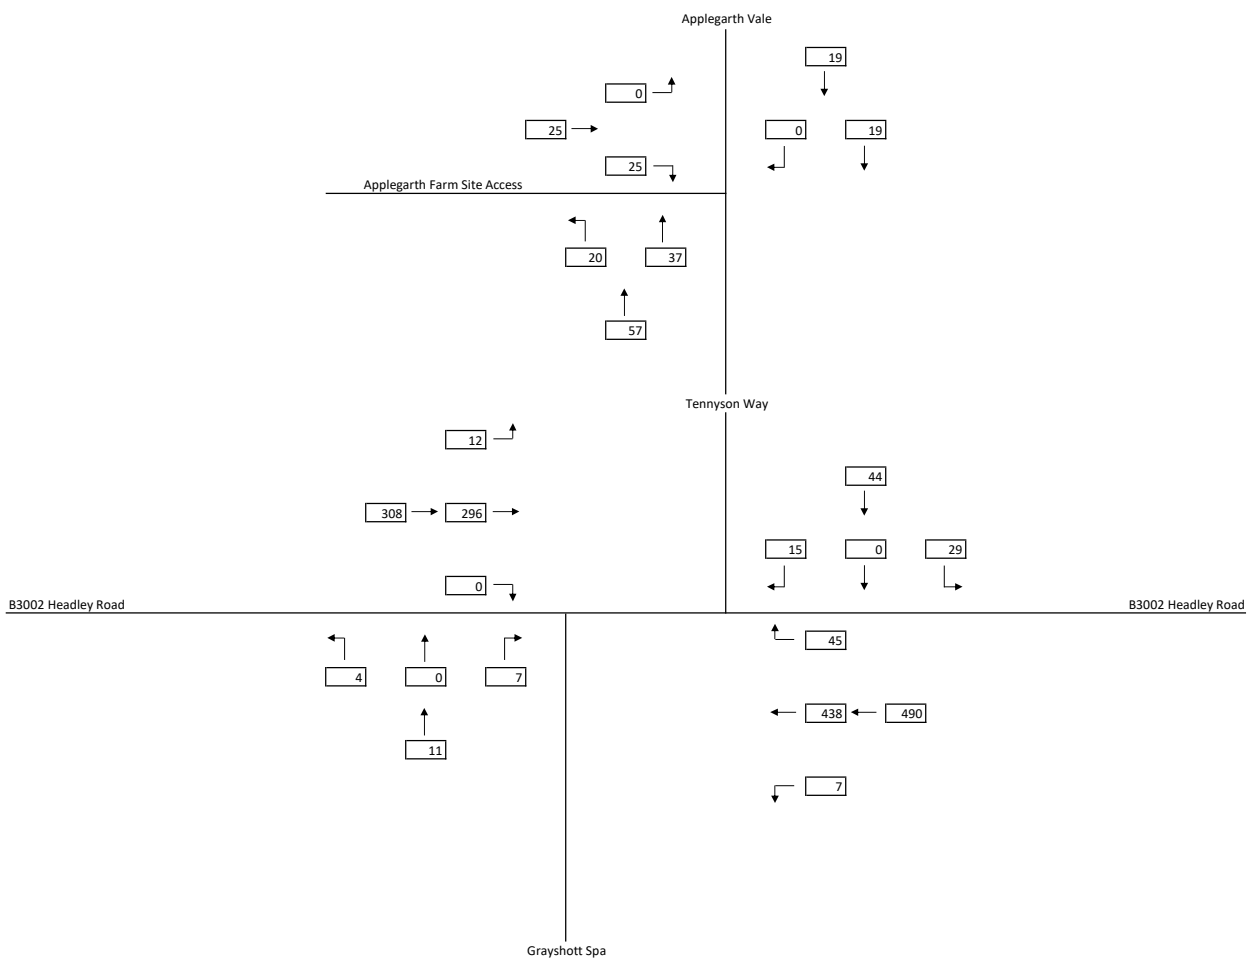 Applegarth Vale
19
0
25 0 19
25
Applegarth Farm Site Access
20 37
57
Tennyson Way
12
44
308 296
15 0 29
0
B3002 Headley Road B3002 Headley Road
45
4 0 7
438 490
11
7
Grayshott Spa